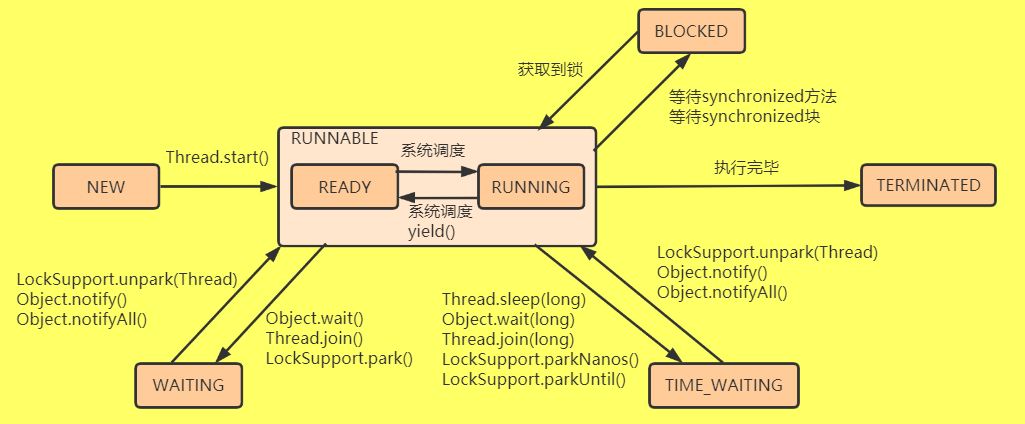 BLOCKED
获取到锁
等待synchronized方法
等待synchronized块
RUNNABLE
Thread.start()
系统调度
执行完毕
NEW
READY
RUNNING
TERMINATED
系统调度
yield()
LockSupport.unpark(Thread)
Object.notify()
Object.notifyAll()
Object.wait()
Thread.join()
LockSupport.park()
Thread.sleep(long)
Object.wait(long)
Thread.join(long)
LockSupport.parkNanos()
LockSupport.parkUntil()
LockSupport.unpark(Thread)
Object.notify()
Object.notifyAll()
WAITING
TIME_WAITING